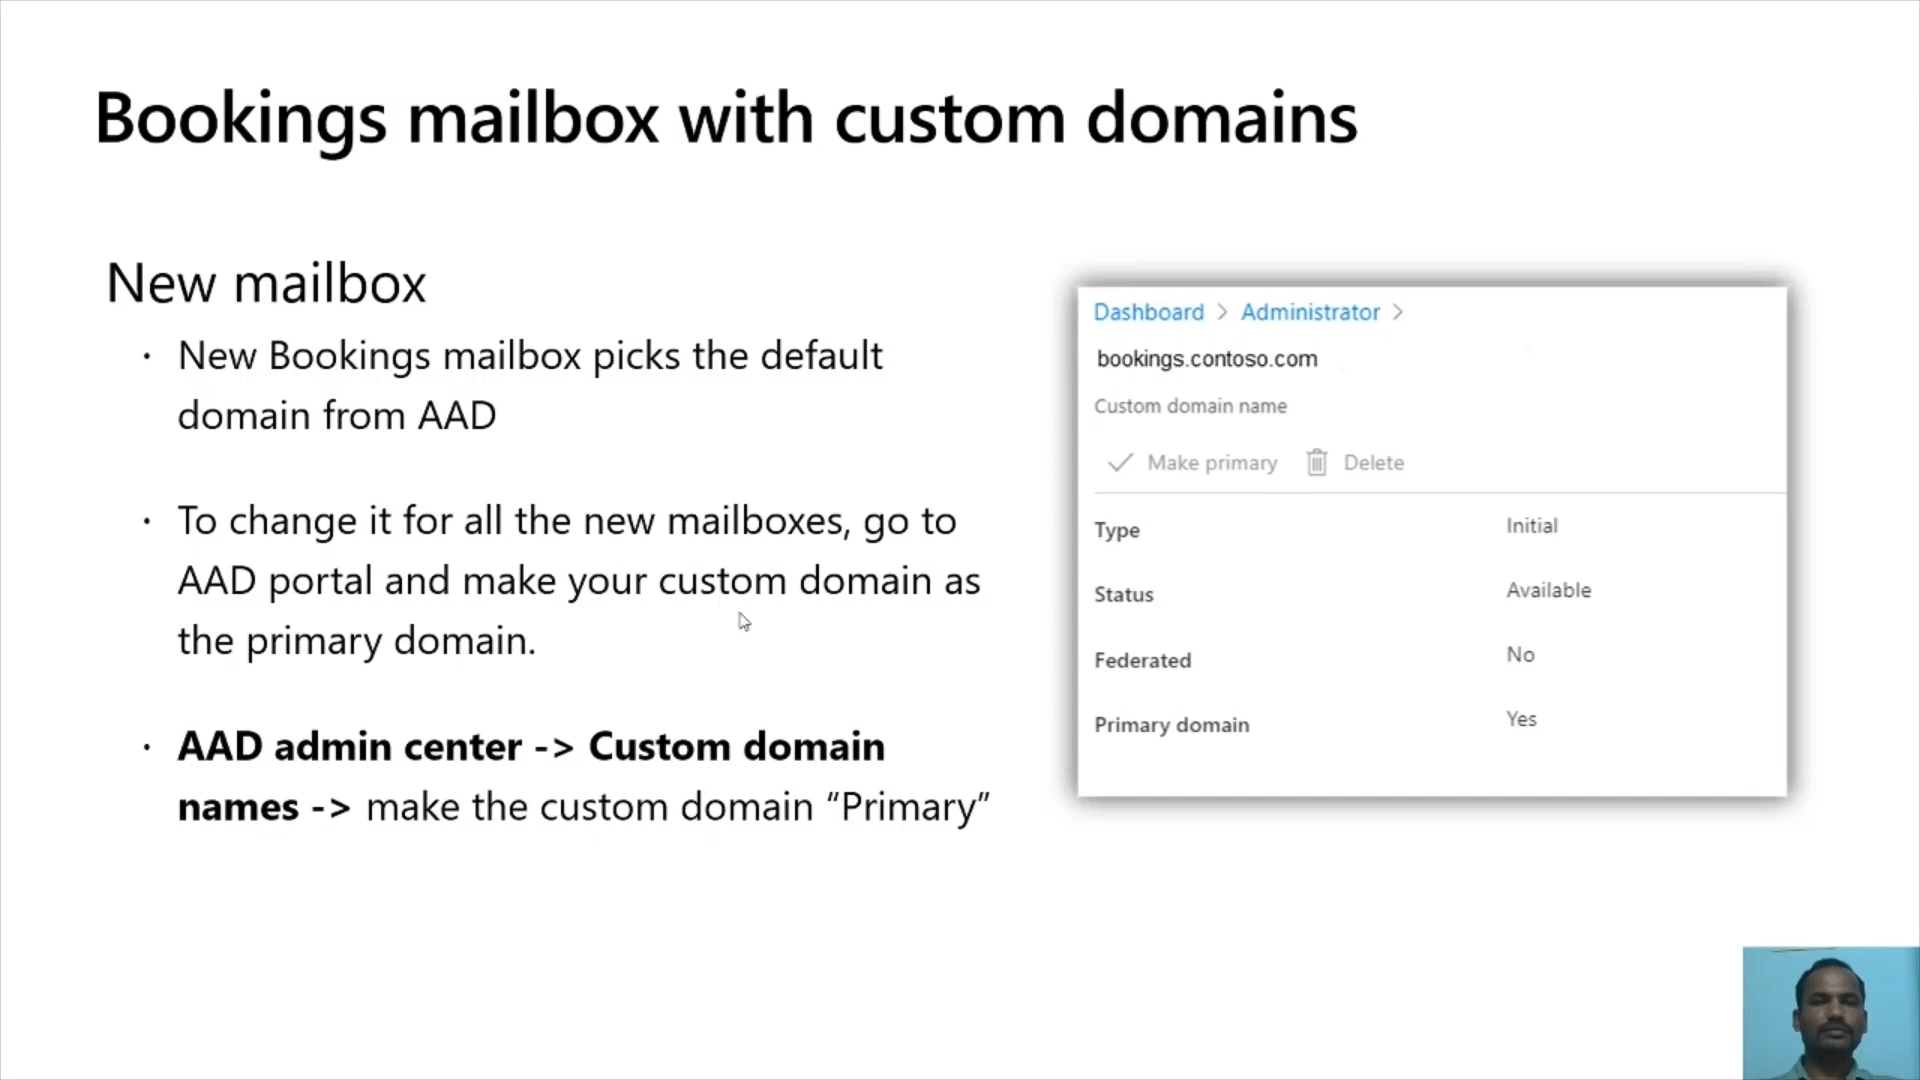 Bookings mailbox with custom domains
New mailbox
· New Bookings mailbox picks the default
domain from AAD
· To change it for all the new mailboxes, go to
AAD portal and make your custom domain as
the primary domain.
· AAD admin center -> Custom domain
names -> make the custom domain “Primary”
Dashboard > Administrator >
bookings.contoso.com
Custom domain name
Make primary Delete
Type Initial
Status Available
Federated No
Primary domain Yes